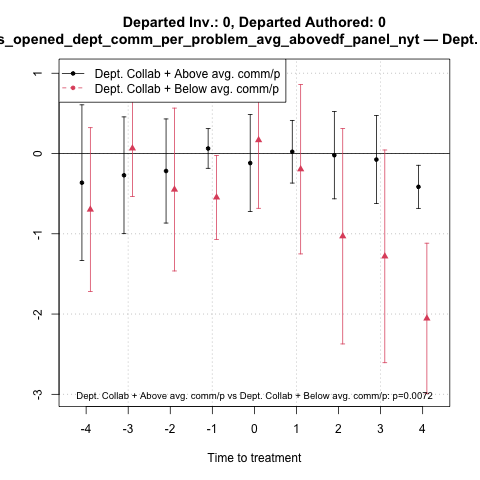 Departed Inv.: 0, Departed Authored: 0
s_opened_dept_comm_per_problem_avg_abovedf_panel_nyt — Dept.
Dept. Collab + Above avg. comm/p
Dept. Collab + Below avg. comm/p
1
0
-1
-2
-3
Dept. Collab + Above avg. comm/p vs Dept. Collab + Below avg. comm/p: p=0.0072
-4 -3 -2 -1 0 1 2 3 4
Time to treatment